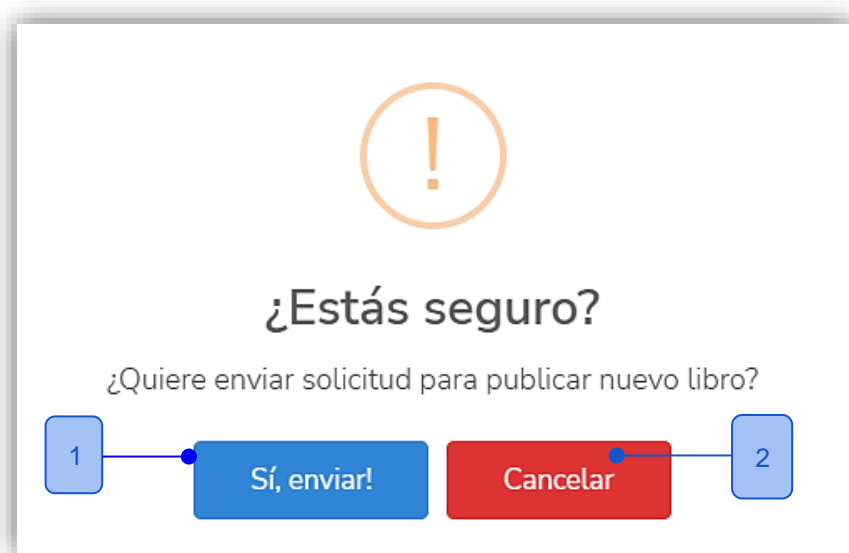 !
¿Estás seguro?
¿Quiere enviar solicitud para publicar nuevo libro?
1
Sí, enviar!
Cancelar
2